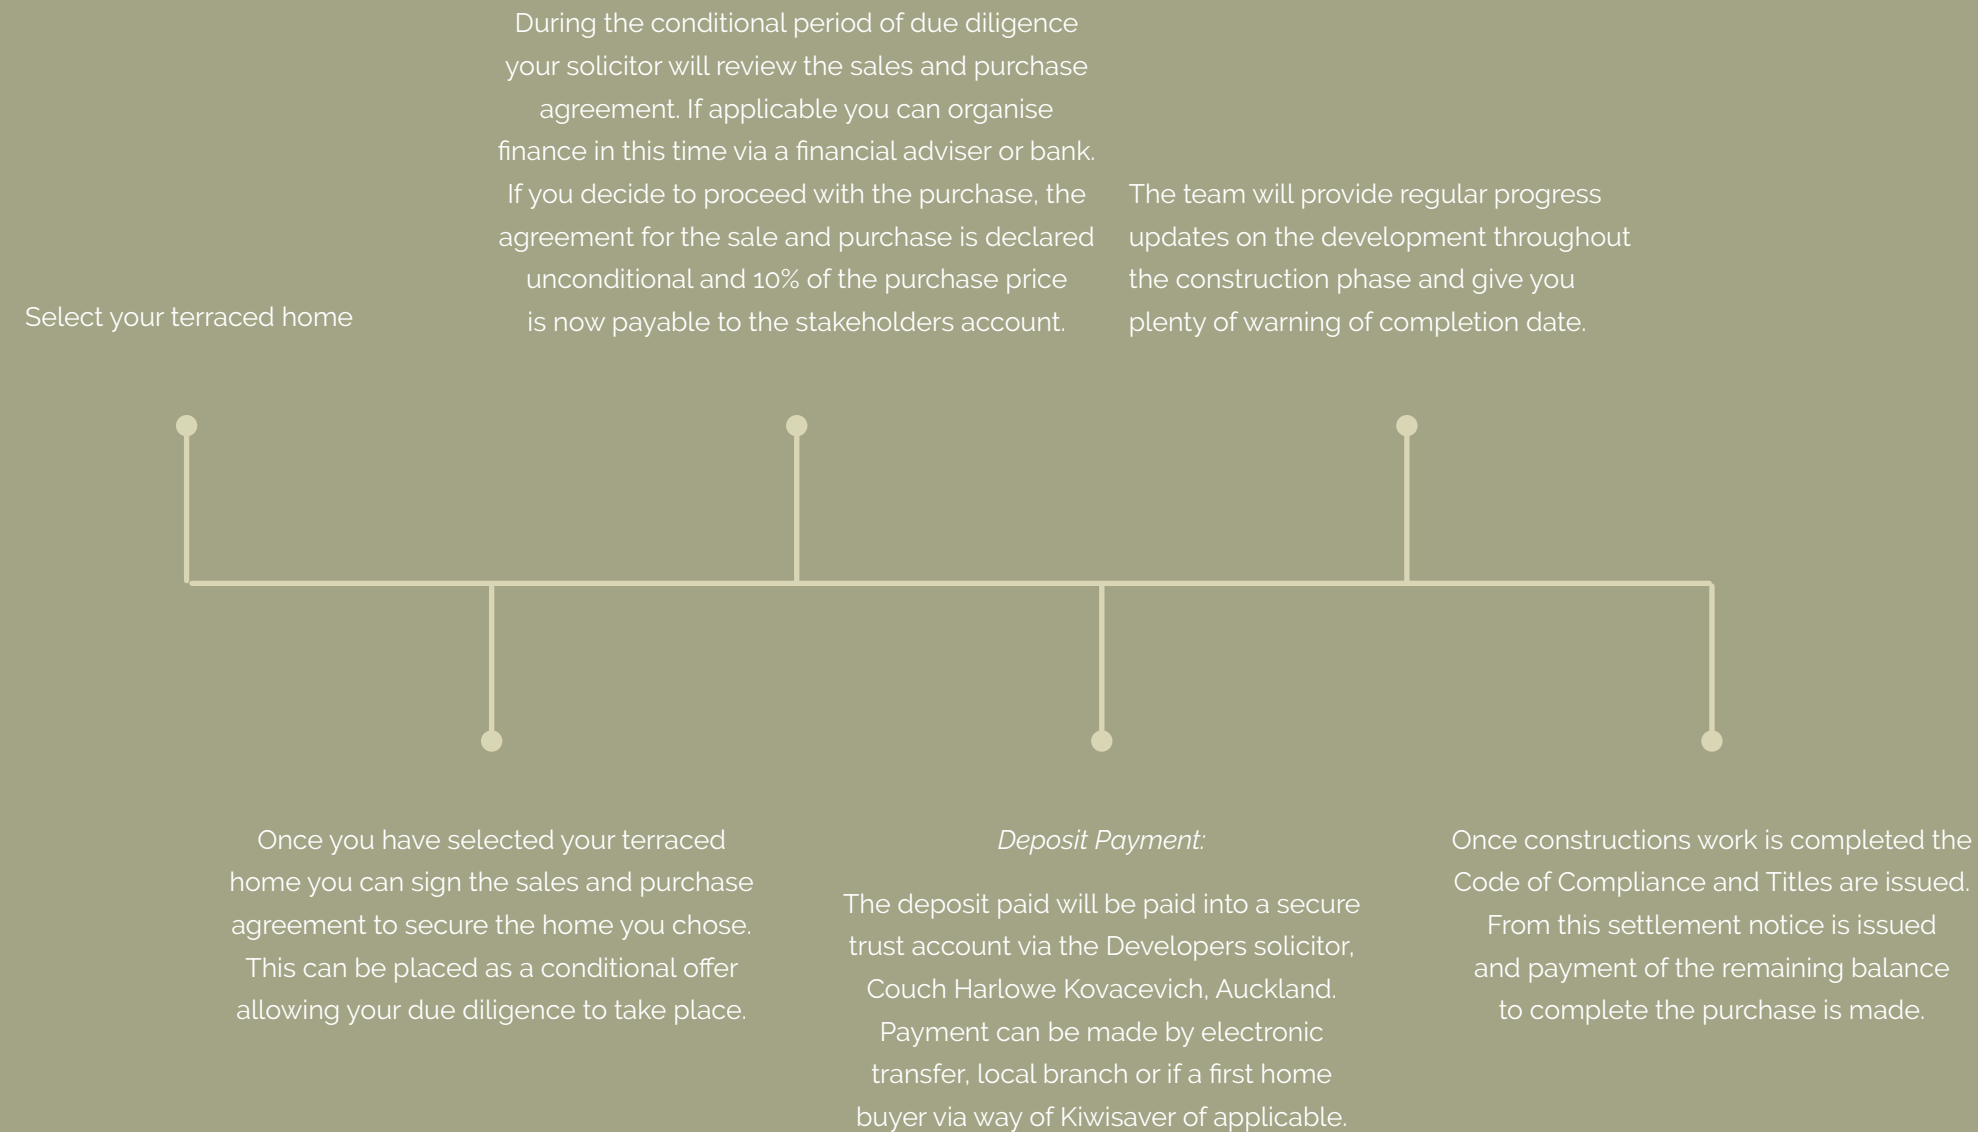 Select your terraced home
Once you have selected your terraced
home you can sign the sales and purchase
agreement to secure the home you chose.
This can be placed as a conditional offer
allowing your due diligence to take place.
During the conditional period of due diligence
your solicitor will review the sales and purchase
agreement. If applicable you can organise
finance in this time via a financial adviser or bank.
If you decide to proceed with the purchase, the
agreement for the sale and purchase is declared
unconditional and 10% of the purchase price
is now payable to the stakeholders account.
Deposit Payment:
The deposit paid will be paid into a secure
trust account via the Developers solicitor,
Couch Harlowe Kovacevich, Auckland.
Payment can be made by electronic
transfer, local branch or if a first home
buyer via way of Kiwisaver of applicable.
The team will provide regular progress
updates on the development throughout
the construction phase and give you
plenty of warning of completion date.
Once constructions work is completed the
Code of Compliance and Titles are issued.
From this settlement notice is issued
and payment of the remaining balance
to complete the purchase is made.